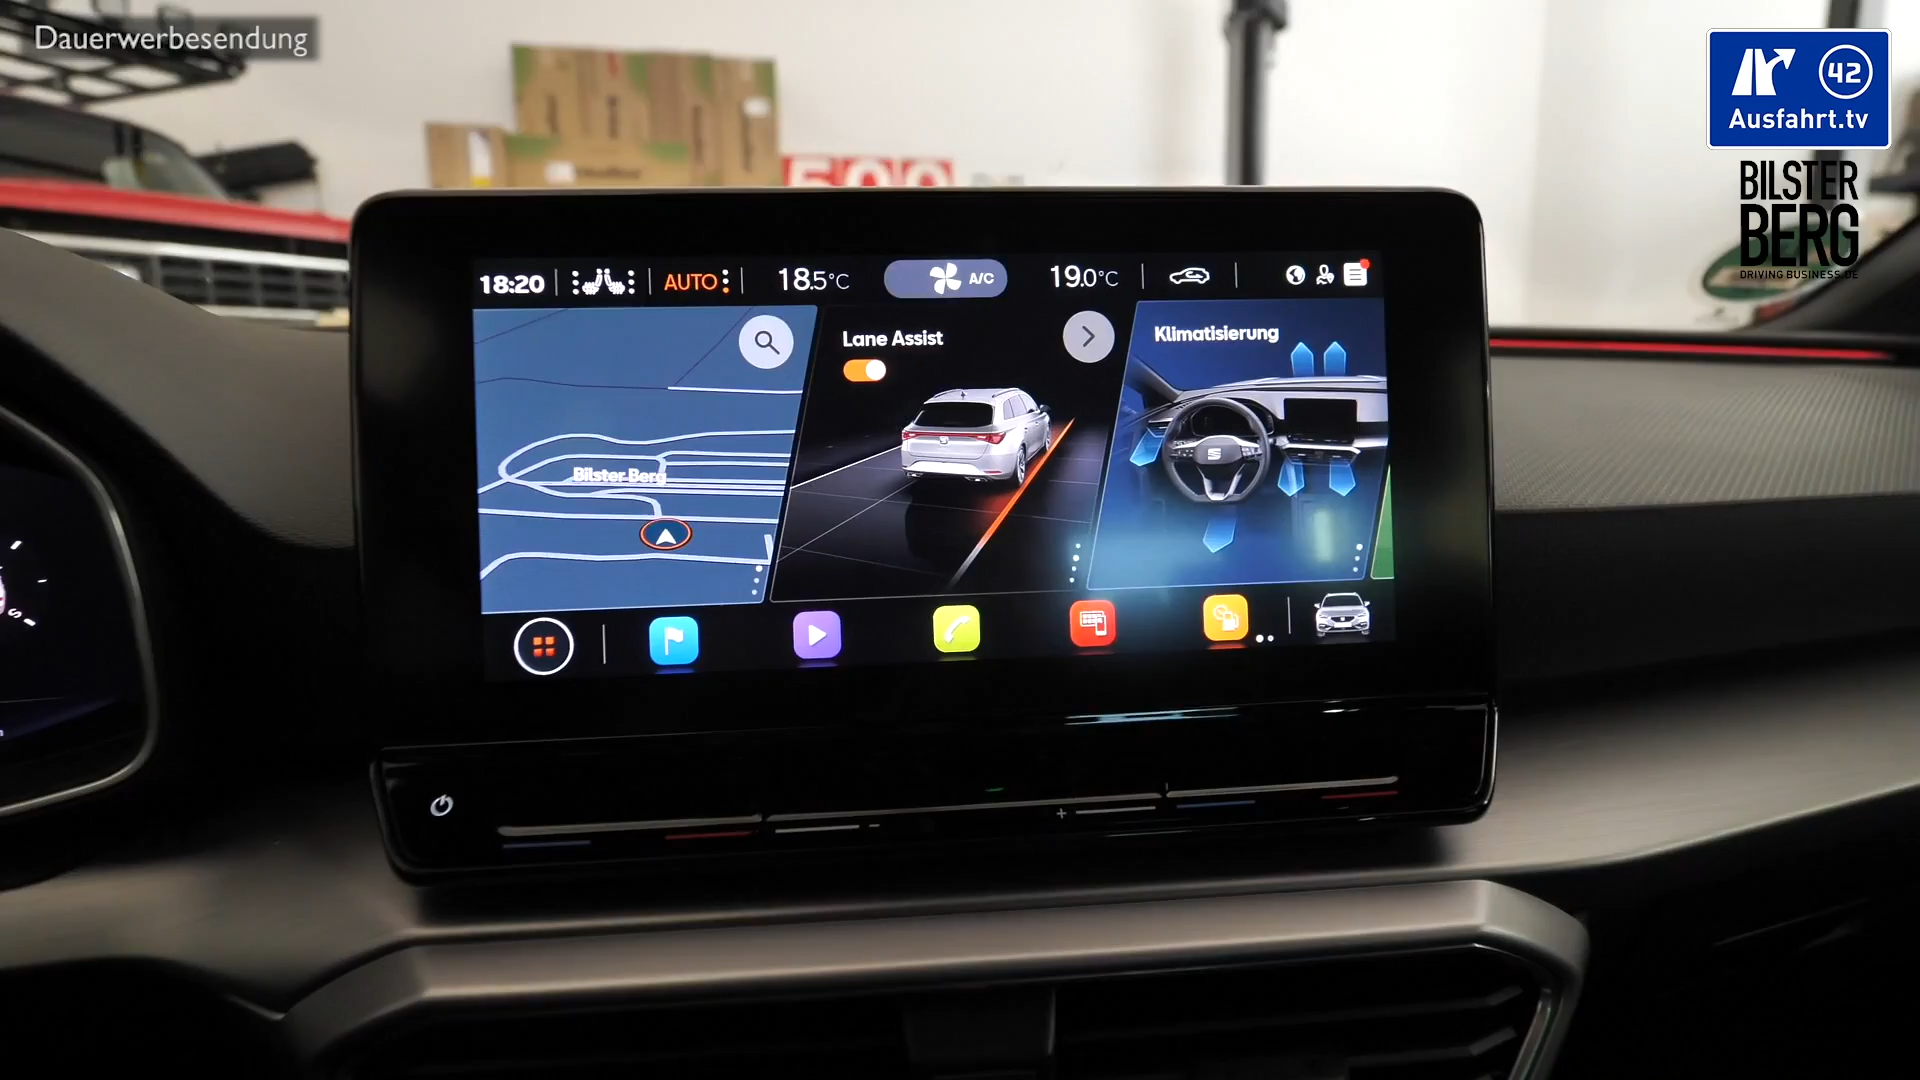 Dauerwerbesendung
42
Ausfahrt.tv
BILSTER
BERG
DRIVING BUSINESS.DE
500
18:20
AUTO
18.5°C
A/C
19.0°C
Lane Assist
Klimatisierung
Bilster Berg